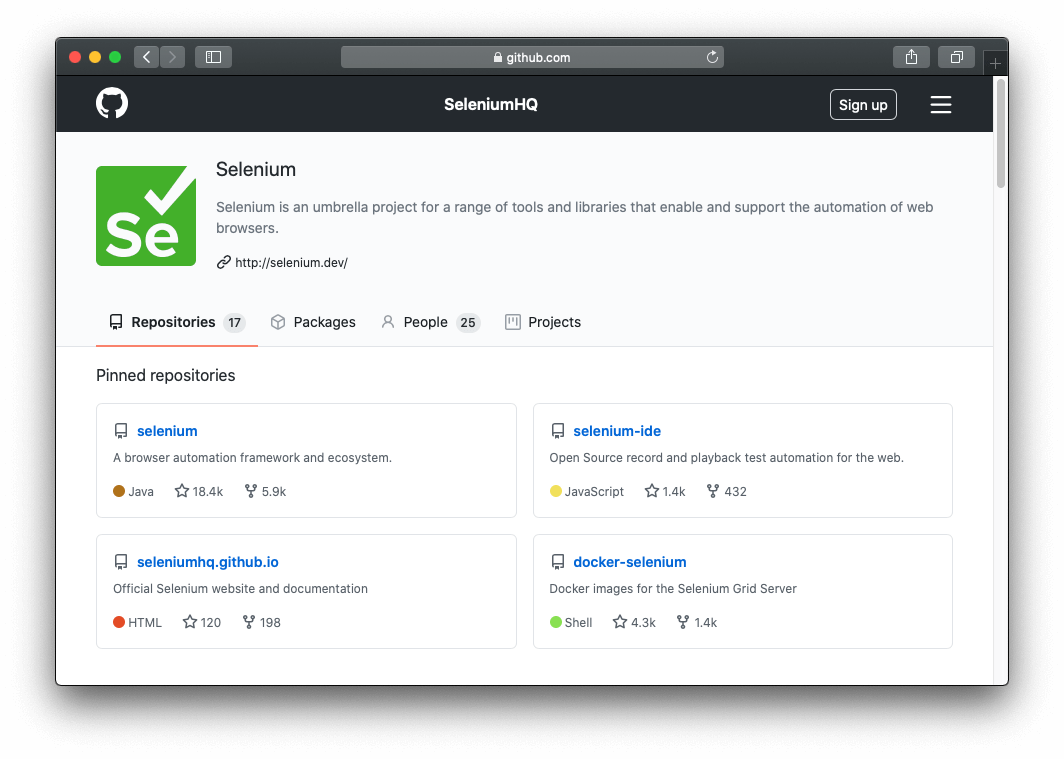 github.com
SeleniumHQ
Sign up
Se
Selenium
Selenium is an umbrella project for a range of tools and libraries that enable and support the automation of web
browsers.
http://selenium.dev/
Repositories 17 Packages People 25 Projects
Pinned repositories
selenium
A browser automation framework and ecosystem.
Java 18.4k 5.9k
selenium-ide
Open Source record and playback test automation for the web.
JavaScript 1.4k 432
seleniumhq.github.io
Official Selenium website and documentation
HTML 120 198
docker-selenium
Docker images for the Selenium Grid Server
Shell 4.3k 1.4k